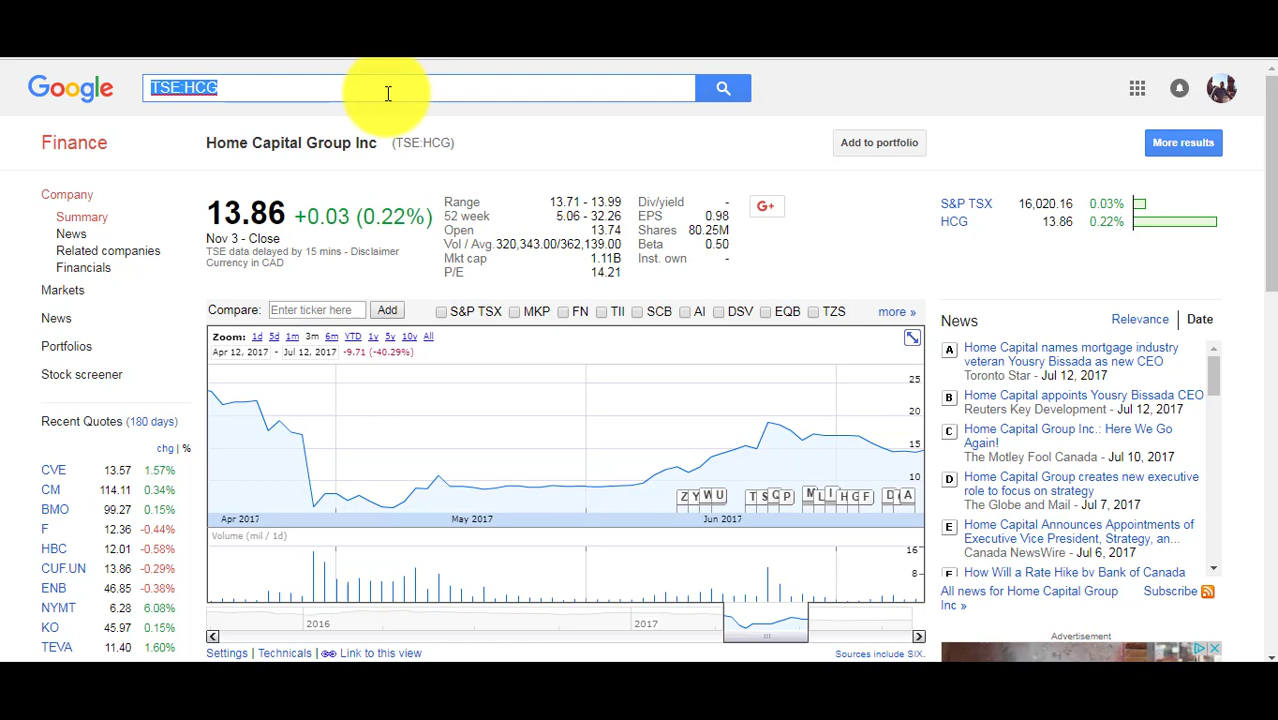 Google
TSE:HCG
Finance
Home Capital Group Inc (TSE:HCG)
Add to portfolio
More results
Company
Summary
News
Related companies
Financials
Markets
News
Portfolios
Stock screener
Recent Quotes (180 days)
chg | %
CVE 13.57 1.57%
CM 114.11 0.34%
BMO 99.27 0.15%
F 12.36 -0.44%
HBC 12.01 -0.58%
CUF.UN 13.86 -0.29%
ENB 46.85 -0.38%
NYMT 6.28 6.08%
KO 45.97 0.15%
TEVA 11.40 1.60%
13.86 +0.03 (0.22%)
Nov 3 - Close
TSE data delayed by 15 mins - Disclaimer
Currency in CAD
Range 13.71 - 13.99
52 week 5.06 - 32.26
Open 13.74
Vol / Avg. 320,343.00/362,139.00
Mkt cap 1.11B
P/E 14.21
Div/yield -
EPS 0.98
Shares 80.25M
Beta 0.50
Inst. own -
G+
S&P TSX 16,020.16 0.03%
HCG 13.86 0.22%
Compare: Enter ticker here Add S&P TSX MKP FN TII SCB AI DSV EQB TZS more »
Zoom: 1d 5d 1m 3m 6m YTD 1y 5y 10y All
Apr 12, 2017 - Jul 12, 2017 -9.71 (-40.29%)
25
20
15
10
Z Y W U T S Q P M L I H G F D A
Apr 2017 May 2017 Jun 2017
Volume (mil / 1d)
16
8
2016 2017
Settings | Technicals | Link to this view
Sources include SIX.
News
Relevance | Date
A Home Capital names mortgage industry
veteran Yousry Bissada as new CEO
Toronto Star - Jul 12, 2017
B Home Capital appoints Yousry Bissada CEO
Reuters Key Development - Jul 12, 2017
C Home Capital Group Inc.: Here We Go
Again!
The Motley Fool Canada - Jul 10, 2017
D Home Capital Group creates new executive
role to focus on strategy
The Globe and Mail - Jul 7, 2017
E Home Capital Announces Appointments of
Executive Vice President, Strategy, an...
Canada NewsWire - Jul 6, 2017
How Will a Rate Hike by Bank of Canada
All news for Home Capital Group
Inc »
Subscribe
Advertisement